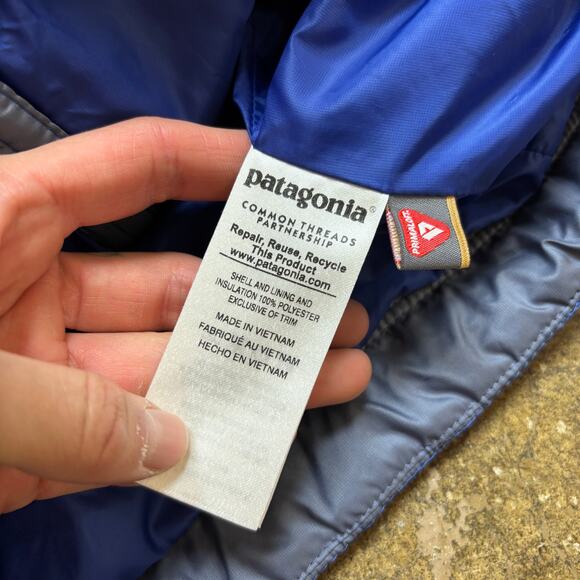 patagonia®
COMMON THREADS
PARTNERSHIP
Repair, Reuse, Recycle
This Product
www.patagonia.com
SHELL AND LINING AND
INSULATION 100% POLYESTER
EXCLUSIVE OF TRIM
MADE IN VIETNAM
FABRIQUÉ AU VIETNAM
HECHO EN VIETNAM
PRIMALOFT